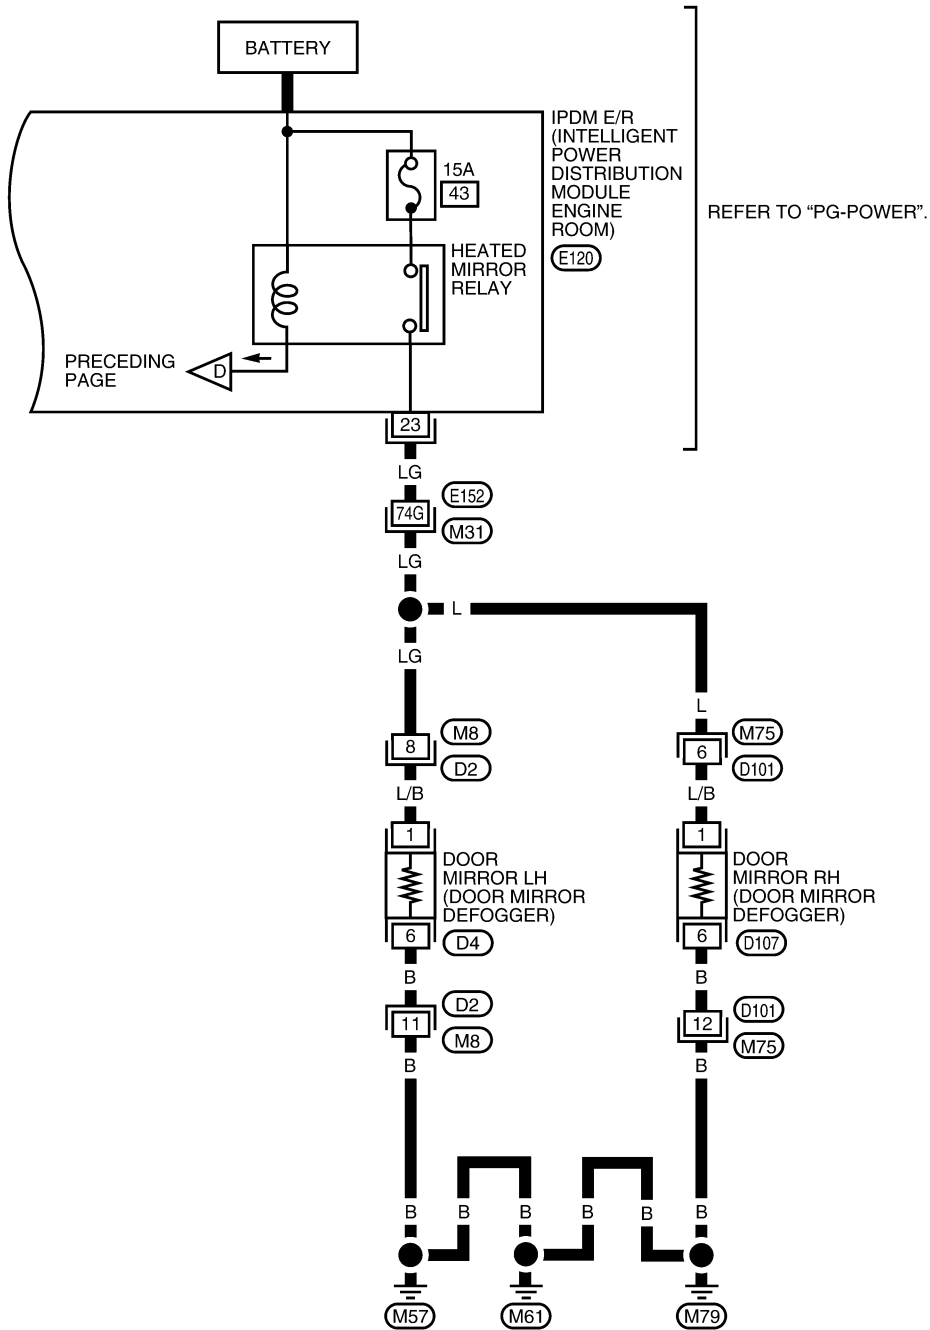 BATTERY
IPDM E/R
(INTELLIGENT
POWER
DISTRIBUTION
MODULE
ENGINE
ROOM)
E120
REFER TO “PG-POWER”.
15A
43
HEATED
MIRROR
RELAY
PRECEDING
PAGE
D
23
LG
74G
E152
M31
LG
L
LG
L
8
M8
D2
6
M75
D101
L/B
L/B
1
DOOR
MIRROR LH
(DOOR MIRROR
DEFOGGER)
6
D4
1
DOOR
MIRROR RH
(DOOR MIRROR
DEFOGGER)
6
D107
B
B
11
D2
M8
12
D101
M75
B
B
B
B
B
B
B
B
M57
M61
M79